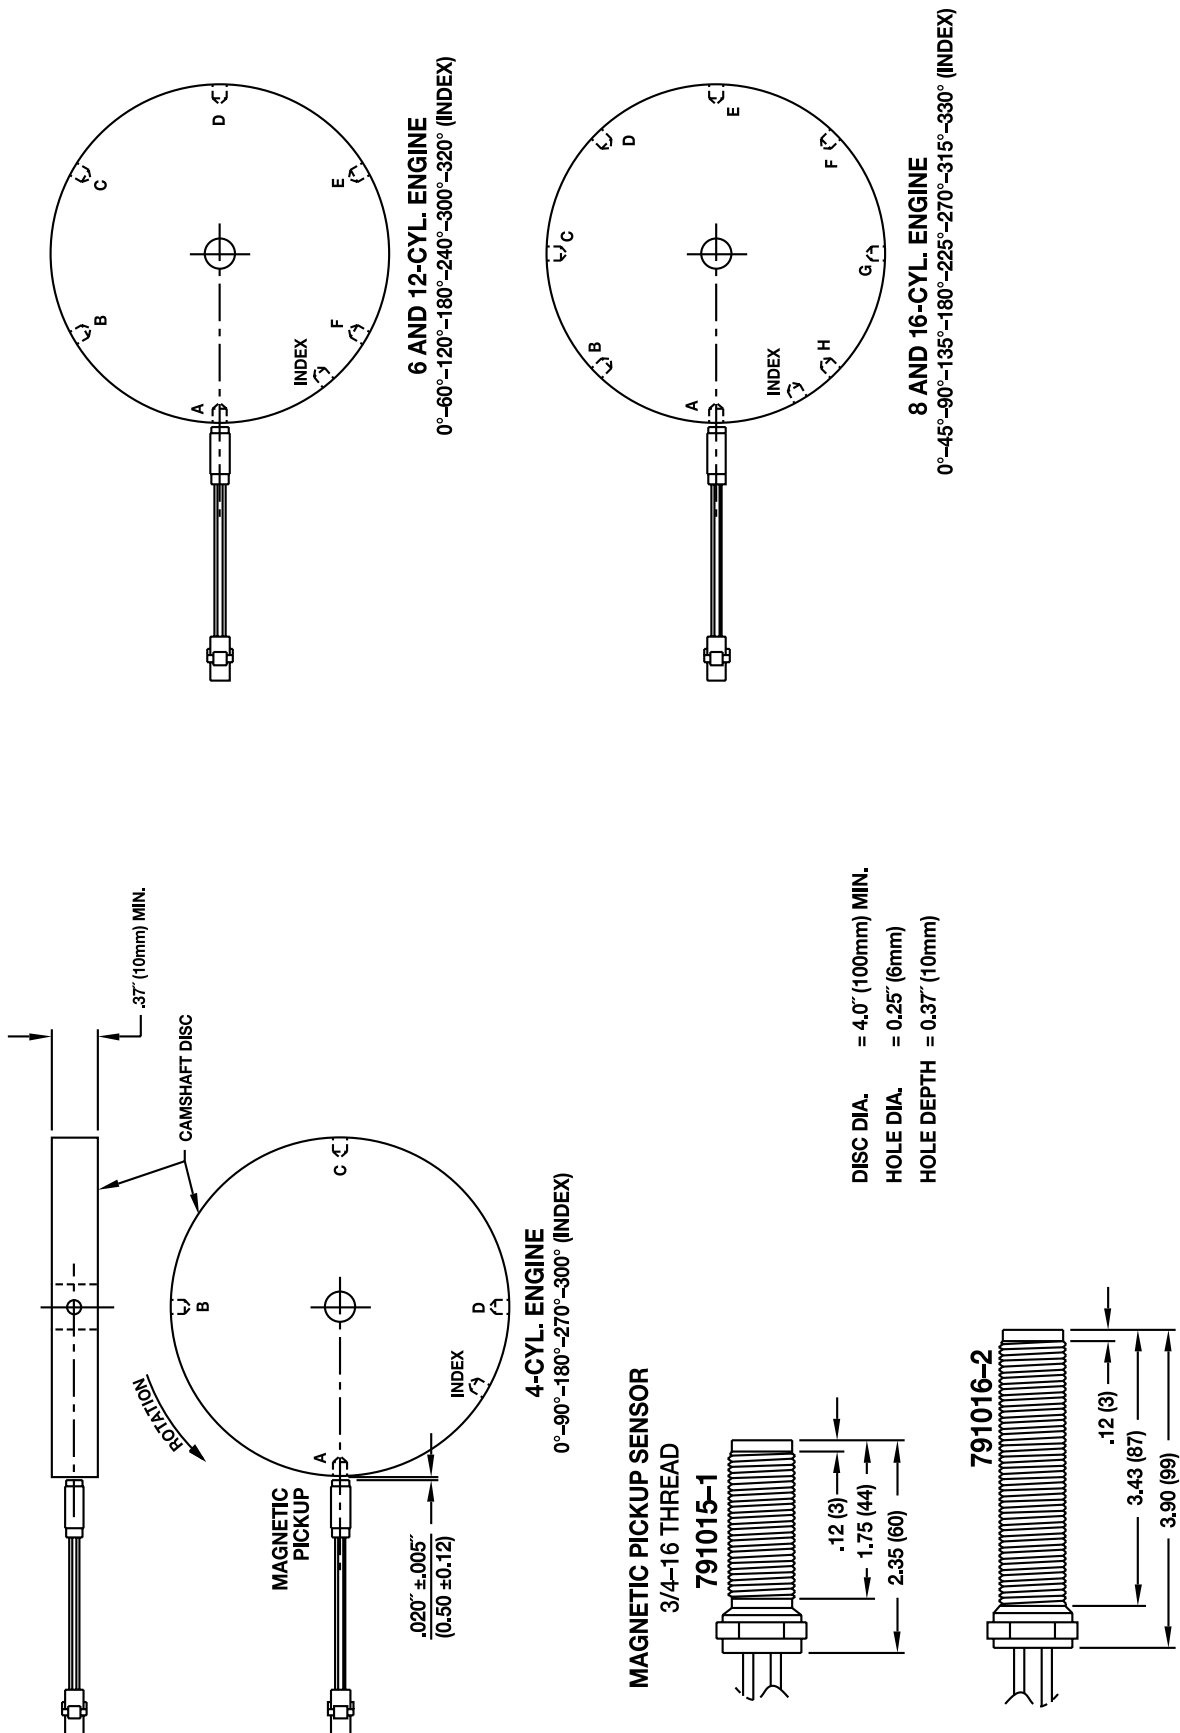 .37″ (10mm) MIN.
CAMSHAFT DISC
ROTATION
MAGNETIC
PICKUP
A
B
C
D
INDEX
.020″ ±.005″
(0.50 ±0.12)
4-CYL. ENGINE
0°–90°–180°–270°–300° (INDEX)
A
B
C
D
E
F
INDEX
6 AND 12-CYL. ENGINE
0°–60°–120°–180°–240°–300°–320° (INDEX)
A
B
C
D
E
F
G
H
INDEX
8 AND 16-CYL. ENGINE
0°–45°–90°–135°–180°–225°–270°–315°–330° (INDEX)
MAGNETIC PICKUP SENSOR
3/4–16 THREAD
791015–1
.12 (3)
1.75 (44)
2.35 (60)
791016–2
.12 (3)
3.43 (87)
3.90 (99)
DISC DIA. = 4.0″ (100mm) MIN.
HOLE DIA. = 0.25″ (6mm)
HOLE DEPTH = 0.37″ (10mm)